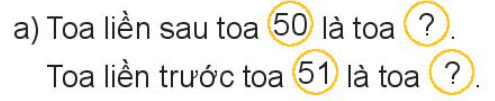 a) Toa liền sau toa 50 là toa ?.
Toa liền trước toa 51 là toa ?.